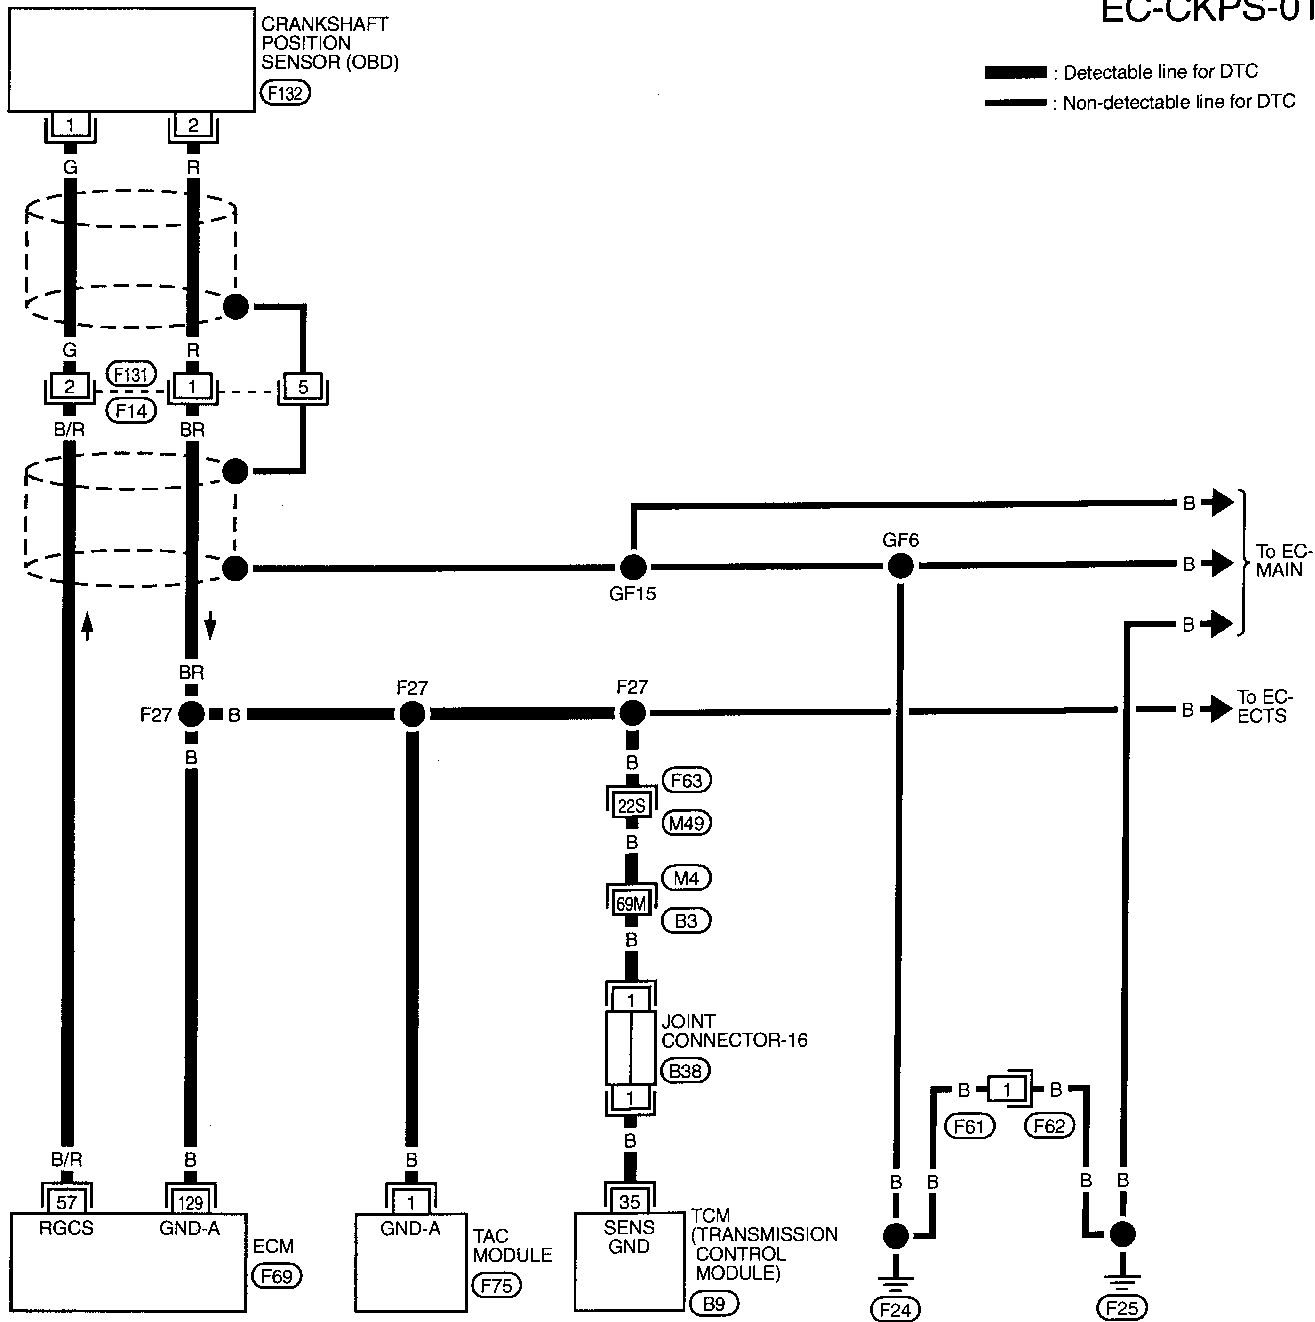 EC-CKPS-01
CRANKSHAFT
POSITION
SENSOR (OBD)
F132
: Detectable line for DTC
: Non-detectable line for DTC
1
2
G
R
G
R
F131
2
1
5
F14
B/R
BR
B
GF6
B
To EC-
MAIN
GF15
B
BR
F27
B
F27
F27
B
To EC-
ECTS
B
B
F63
22S
M49
B
M4
69M
B3
B
1
JOINT
CONNECTOR-16
B38
1
B
B
1
B
F61
F62
B/R
B
B
B
B
B
B
57
129
1
35
RGCS
GND-A
GND-A
SENS
GND
ECM
F69
TAC
MODULE
F75
TCM
(TRANSMISSION
CONTROL
MODULE)
B9
F24
F25